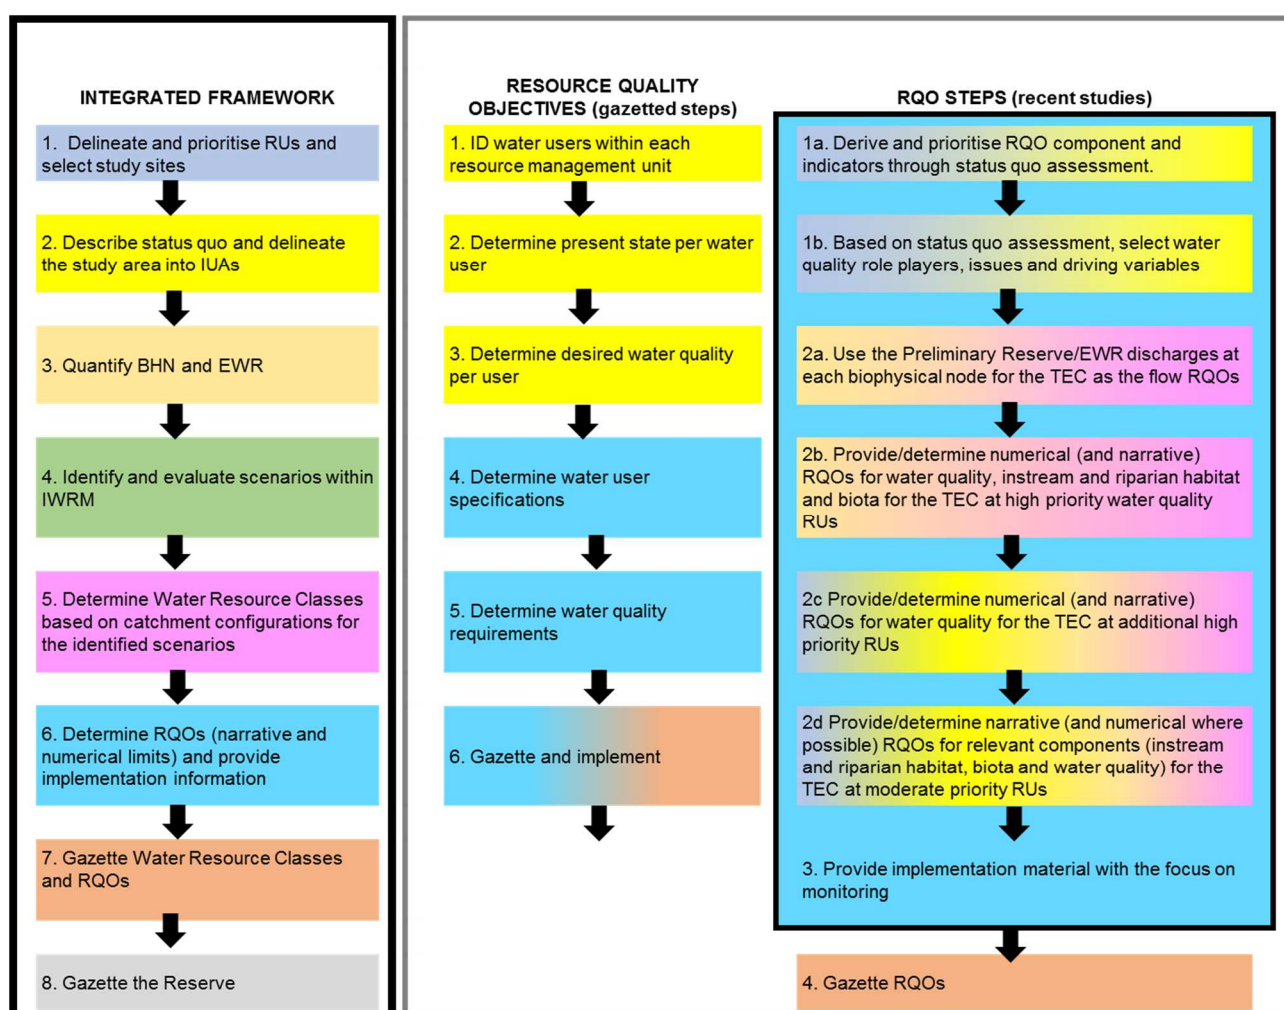 INTEGRATED FRAMEWORK
1. Delineate and prioritise RUs and
select study sites
2. Describe status quo and delineate
the study area into IUAs
3. Quantify BHN and EWR
4. Identify and evaluate scenarios within
IWRM
5. Determine Water Resource Classes
based on catchment configurations for
the identified scenarios
6. Determine RQOs (narrative and
numerical limits) and provide
implementation information
7. Gazette Water Resource Classes
and RQOs
8. Gazette the Reserve
RESOURCE QUALITY
OBJECTIVES (gazetted steps)
1. ID water users within each
resource management unit
2. Determine present state per water
user
3. Determine desired water quality
per user
4. Determine water user
specifications
5. Determine water quality
requirements
6. Gazette and implement
RQO STEPS (recent studies)
1a. Derive and prioritise RQO component and
indicators through status quo assessment.
1b. Based on status quo assessment, select water
quality role players, issues and driving variables
2a. Use the Preliminary Reserve/EWR discharges at
each biophysical node for the TEC as the flow RQOs
2b. Provide/determine numerical (and narrative)
RQOs for water quality, instream and riparian habitat
and biota for the TEC at high priority water quality
RUs
2c Provide/determine numerical (and narrative)
RQOs for water quality for the TEC at additional high
priority RUs
2d Provide/determine narrative (and numerical where
possible) RQOs for relevant components (instream
and riparian habitat, biota and water quality) for the
TEC at moderate priority RUs
3. Provide implementation material with the focus on
monitoring
4. Gazette RQOs